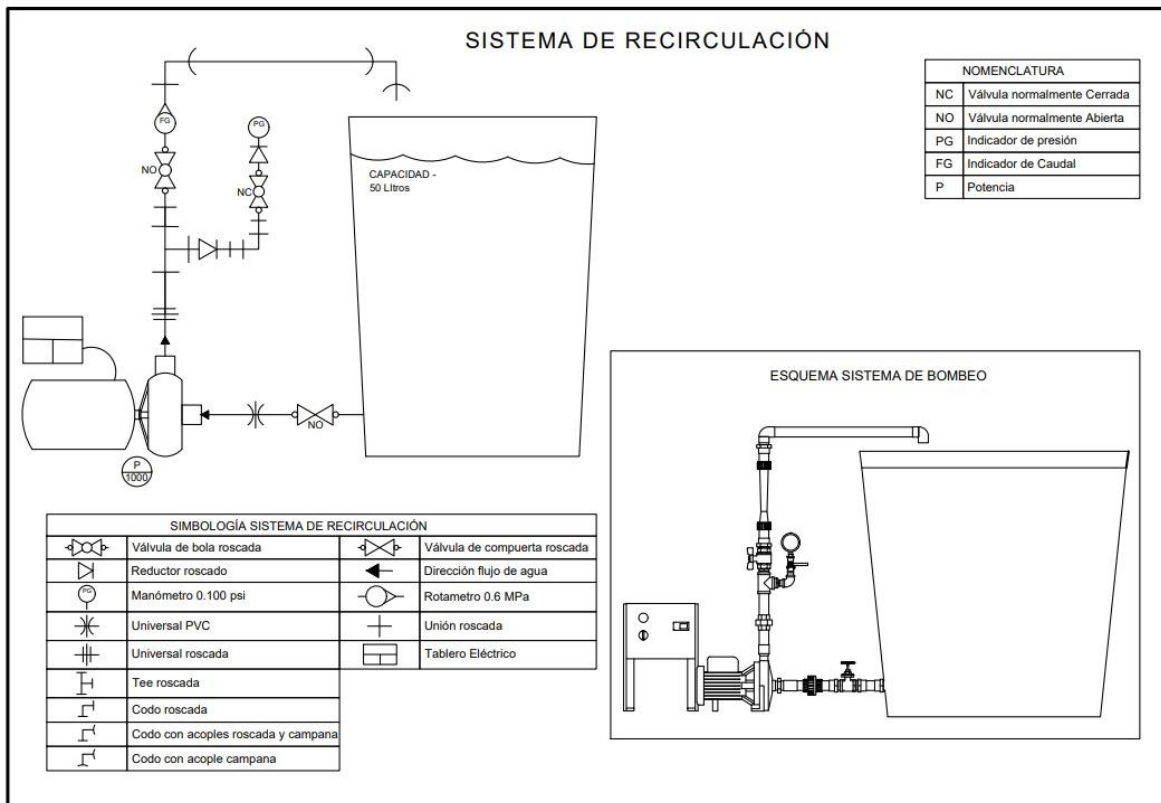 SISTEMA DE RECIRCULACIÓN
NOMENCLATURA
NC Válvula normalmente Cerrada
NO Válvula normalmente Abierta
PG Indicador de presión
FG Indicador de Caudal
P Potencia
FG
PG
NO
NC
CAPACIDAD -
50 LItros
NO
P
1000
ESQUEMA SISTEMA DE BOMBEO
SIMBOLOGÍA SISTEMA DE RECIRCULACIÓN
Válvula de bola roscada
Válvula de compuerta roscada
Reductor roscado
Dirección flujo de agua
PG
Manómetro 0.100 psi
Rotametro 0.6 MPa
Universal PVC
Unión roscada
Universal roscada
Tablero Eléctrico
Tee roscada
Codo roscada
Codo con acoples roscada y campana
Codo con acople campana